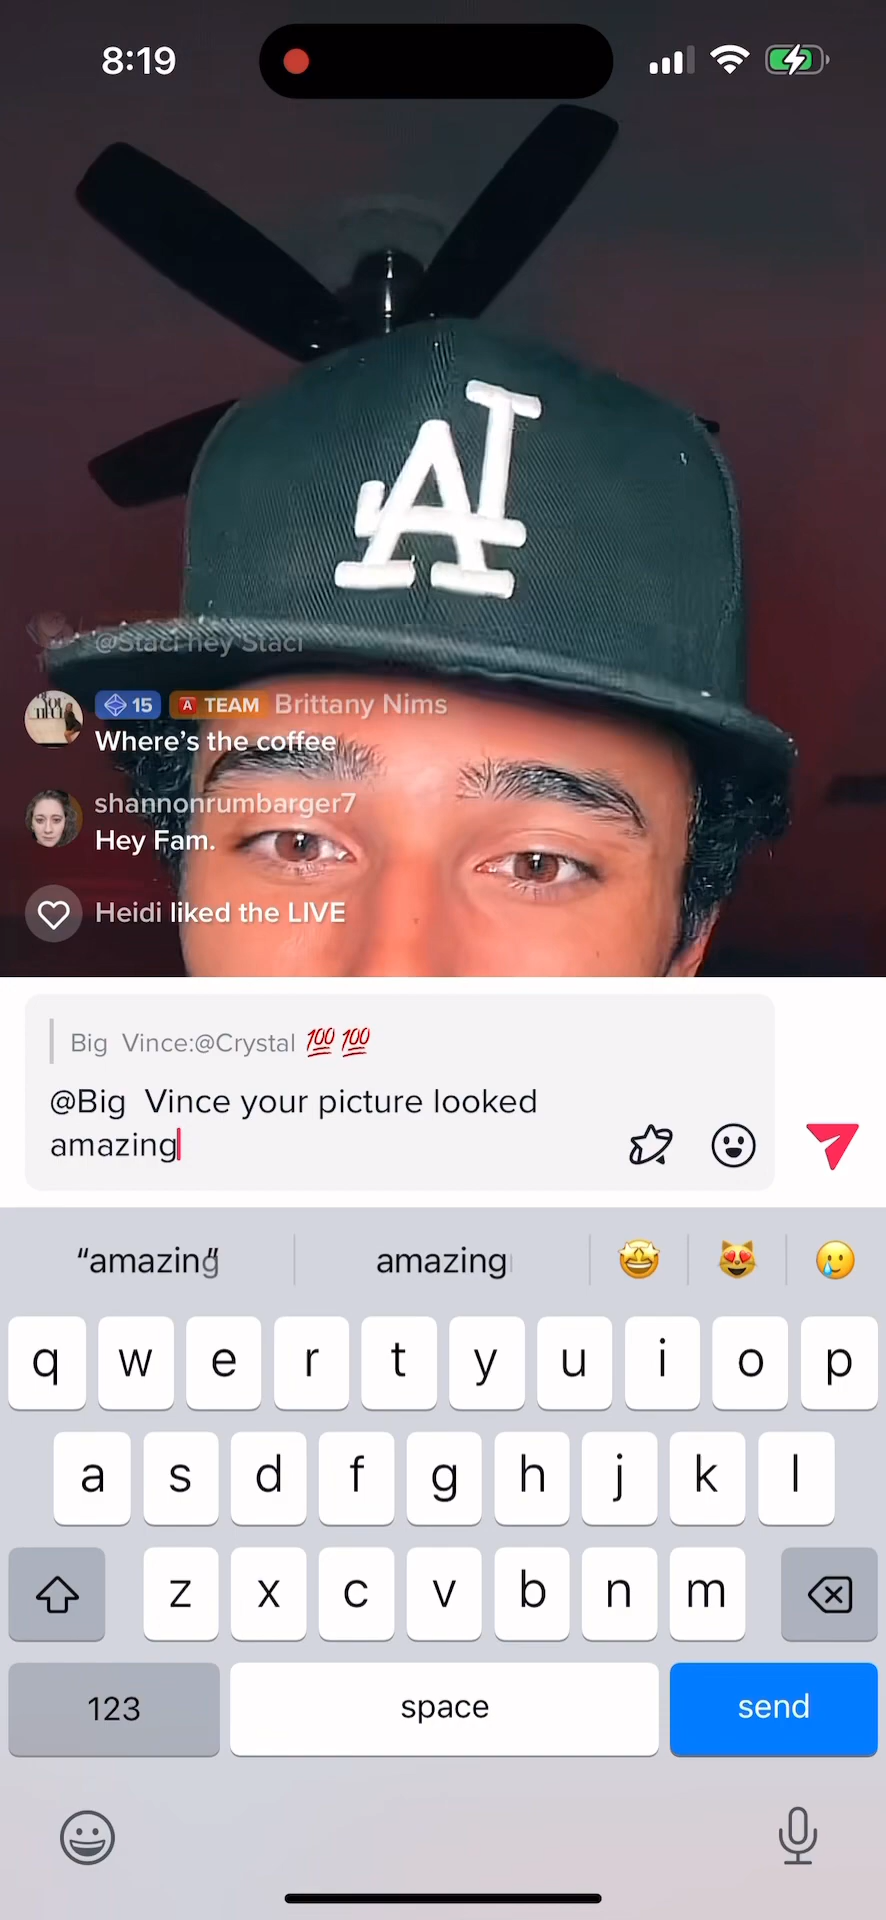 8:19
@Staci hey Staci
15 A TEAM Brittany Nims
Where's the coffee
shannonrumbarger7
Hey Fam.
Heidi liked the LIVE
Big Vince:@Crystal 💯 💯
@Big Vince your picture looked
amazing
“amazing” amazing 🤩 😻 🥲
q w e r t y u i o p
a s d f g h j k l
z x c v b n m
123 space send